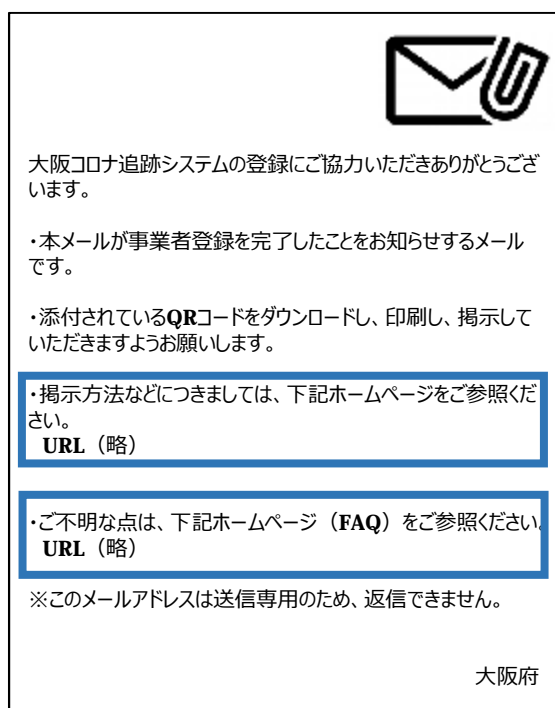 大阪コロナ追跡システムの登録にご協力いただきありがとうござ
います。
・本メールが事業者登録を完了したことをお知らせするメール
です。
・添付されているQRコードをダウンロードし、印刷し、掲示して
いただきますようお願いします。
・掲示方法などにつきましては、下記ホームページをご参照くだ
さい。
URL（略）
・ご不明な点は、下記ホームページ（FAQ）をご参照ください。
URL（略）
※このメールアドレスは送信専用のため、返信できません。
大阪府